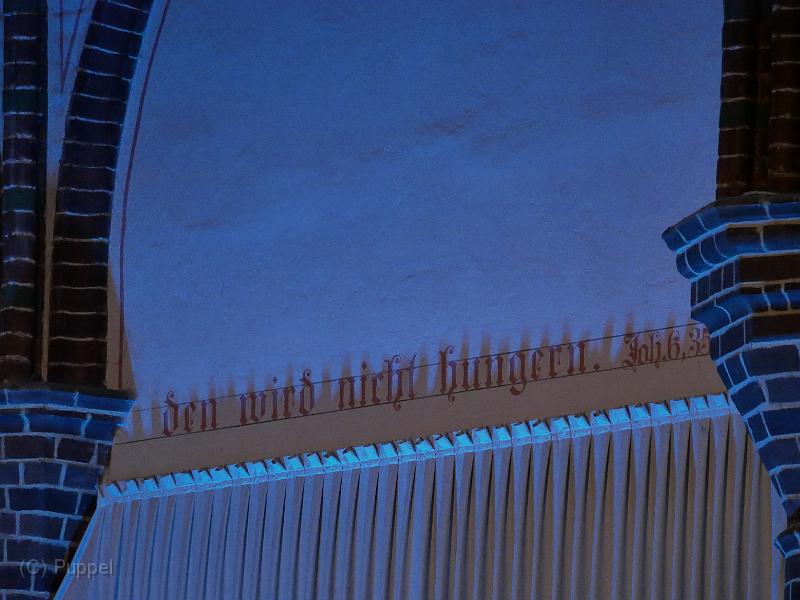 den wird nicht hungern. Joh. 6, 35
(C) Puppel